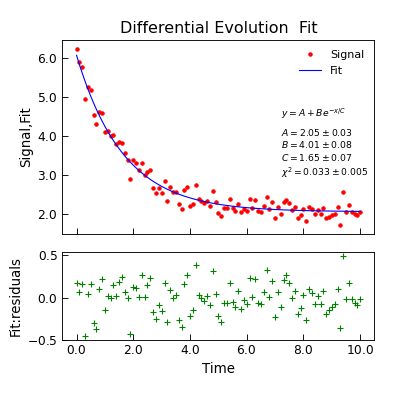 Differential Evolution Fit
Signal,Fit
6.0
5.0
4.0
3.0
2.0
Signal
Fit
y = A + Be^{-x/C}
A = 2.05 ± 0.03
B = 4.01 ± 0.08
C = 1.65 ± 0.07
χ² = 0.033 ± 0.005
Fit:residuals
0.5
0.0
−0.5
0.0 2.0 4.0 6.0 8.0 10.0
Time